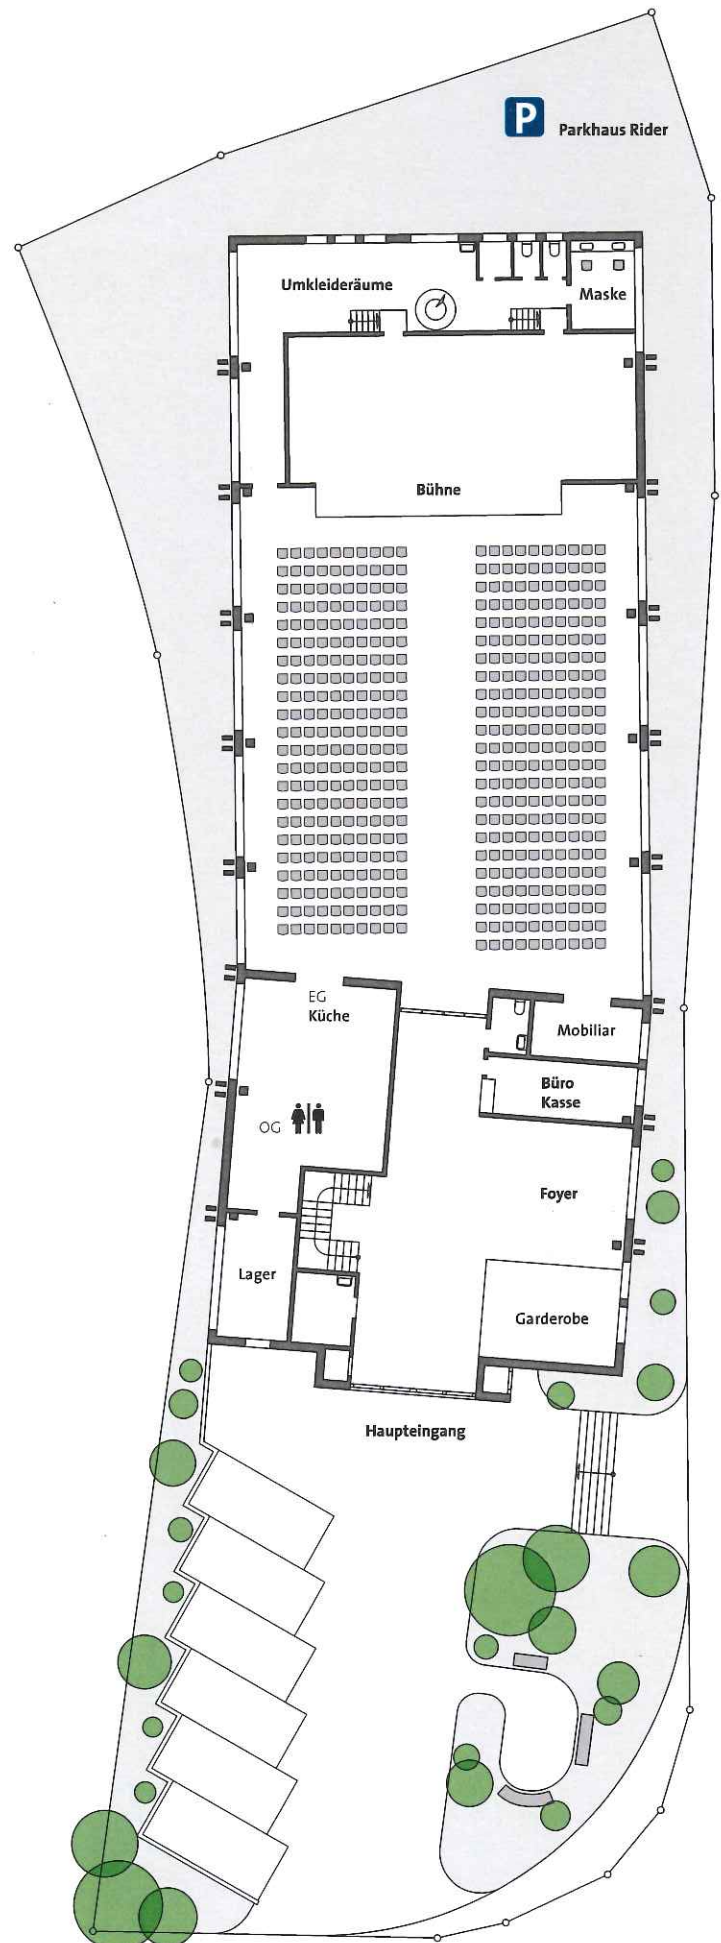 P Parkhaus Rider
Umkleideräume
Maske
Bühne
EG
Küche
Mobiliar
Büro
Kasse
OG
Foyer
Lager
Garderobe
Haupteingang